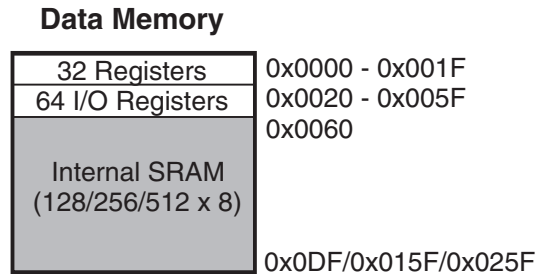 Data Memory
32 Registers
0x0000 - 0x001F
64 I/O Registers
0x0020 - 0x005F
0x0060
Internal SRAM
(128/256/512 x 8)
0x0DF/0x015F/0x025F